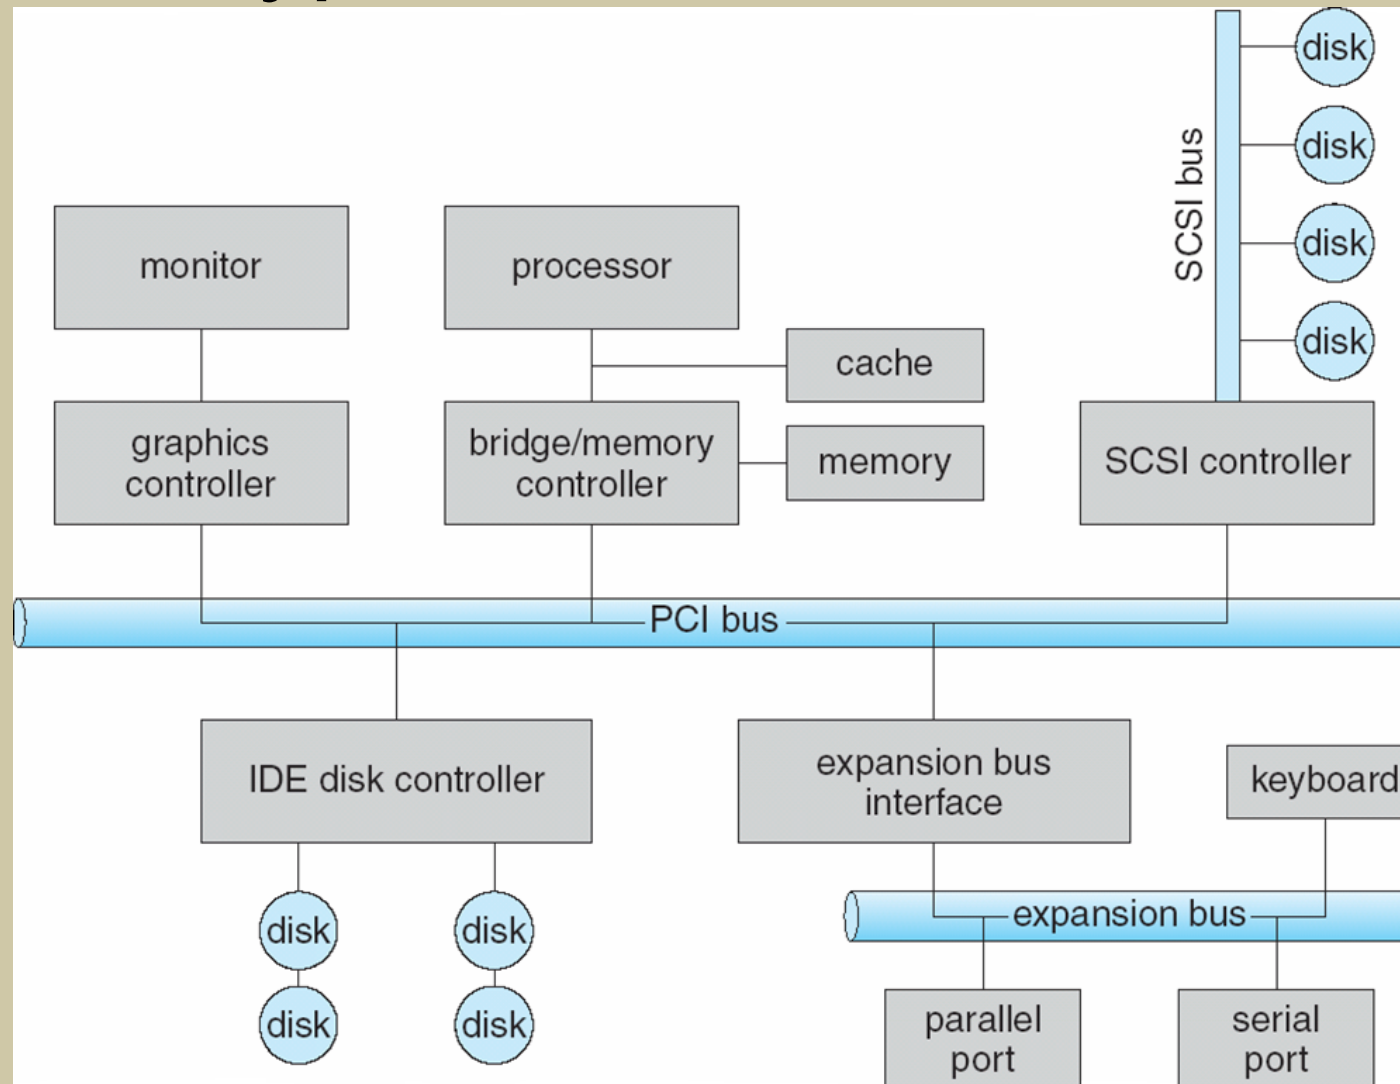 disk
disk
SCSI bus
disk
disk
monitor
processor
cache
graphics
controller
bridge/memory
controller
memory
SCSI controller
PCI bus
IDE disk controller
expansion bus
interface
keyboard
disk
disk
expansion bus
disk
disk
parallel
port
serial
port